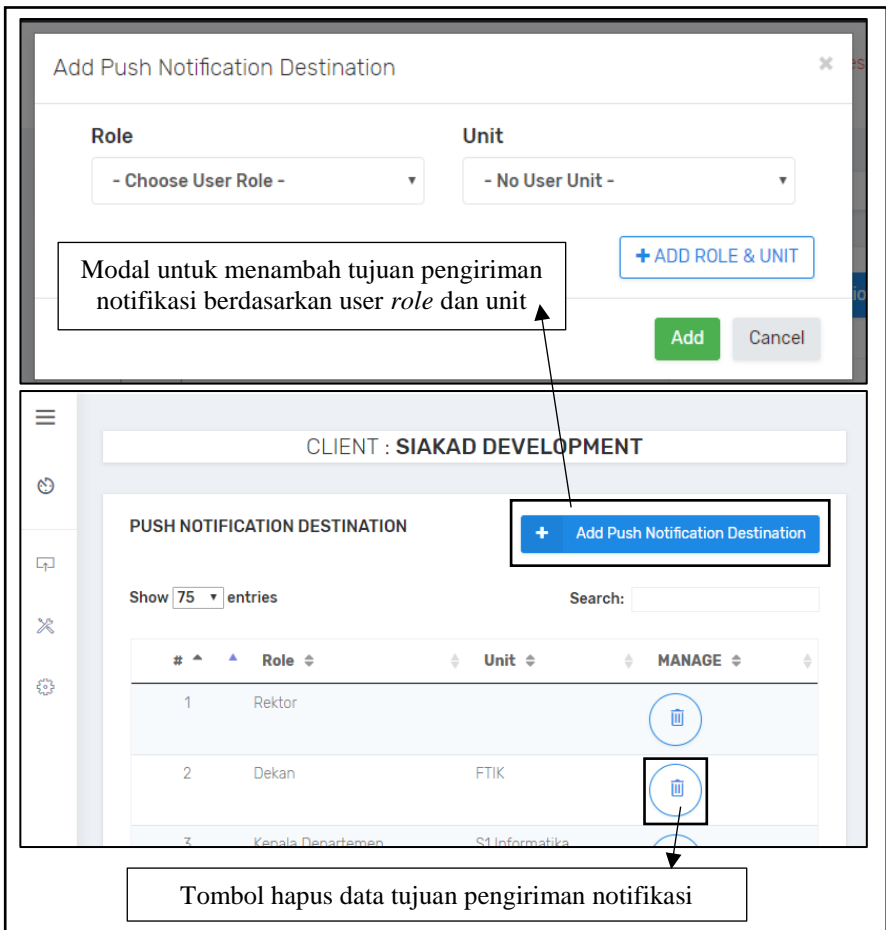 Add Push Notification Destination ×
Role Unit
- Choose User Role - - No User Unit -
+ ADD ROLE & UNIT
Modal untuk menambah tujuan pengiriman
notifikasi berdasarkan user role dan unit
Add Cancel
CLIENT : SIAKAD DEVELOPMENT
PUSH NOTIFICATION DESTINATION
+ Add Push Notification Destination
Show 75 entries Search:
# Role Unit MANAGE
1 Rektor
2 Dekan FTIK
3 Kepala Departemen S1 Informatika
Tombol hapus data tujuan pengiriman notifikasi